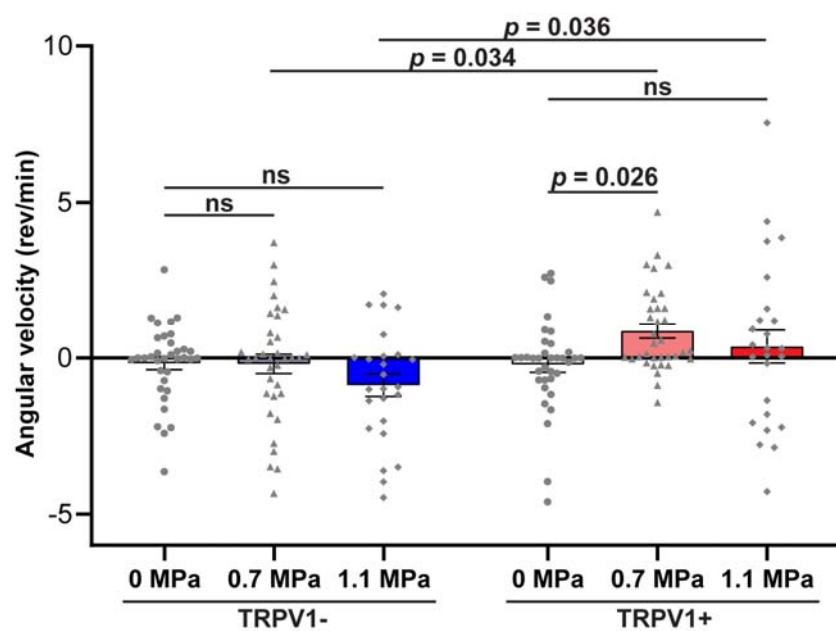 10
p = 0.036
p = 0.034
ns
ns
p = 0.026
ns
5
0
-5
Angular velocity (rev/min)
0 MPa 0.7 MPa 1.1 MPa 0 MPa 0.7 MPa 1.1 MPa
TRPV1- TRPV1+